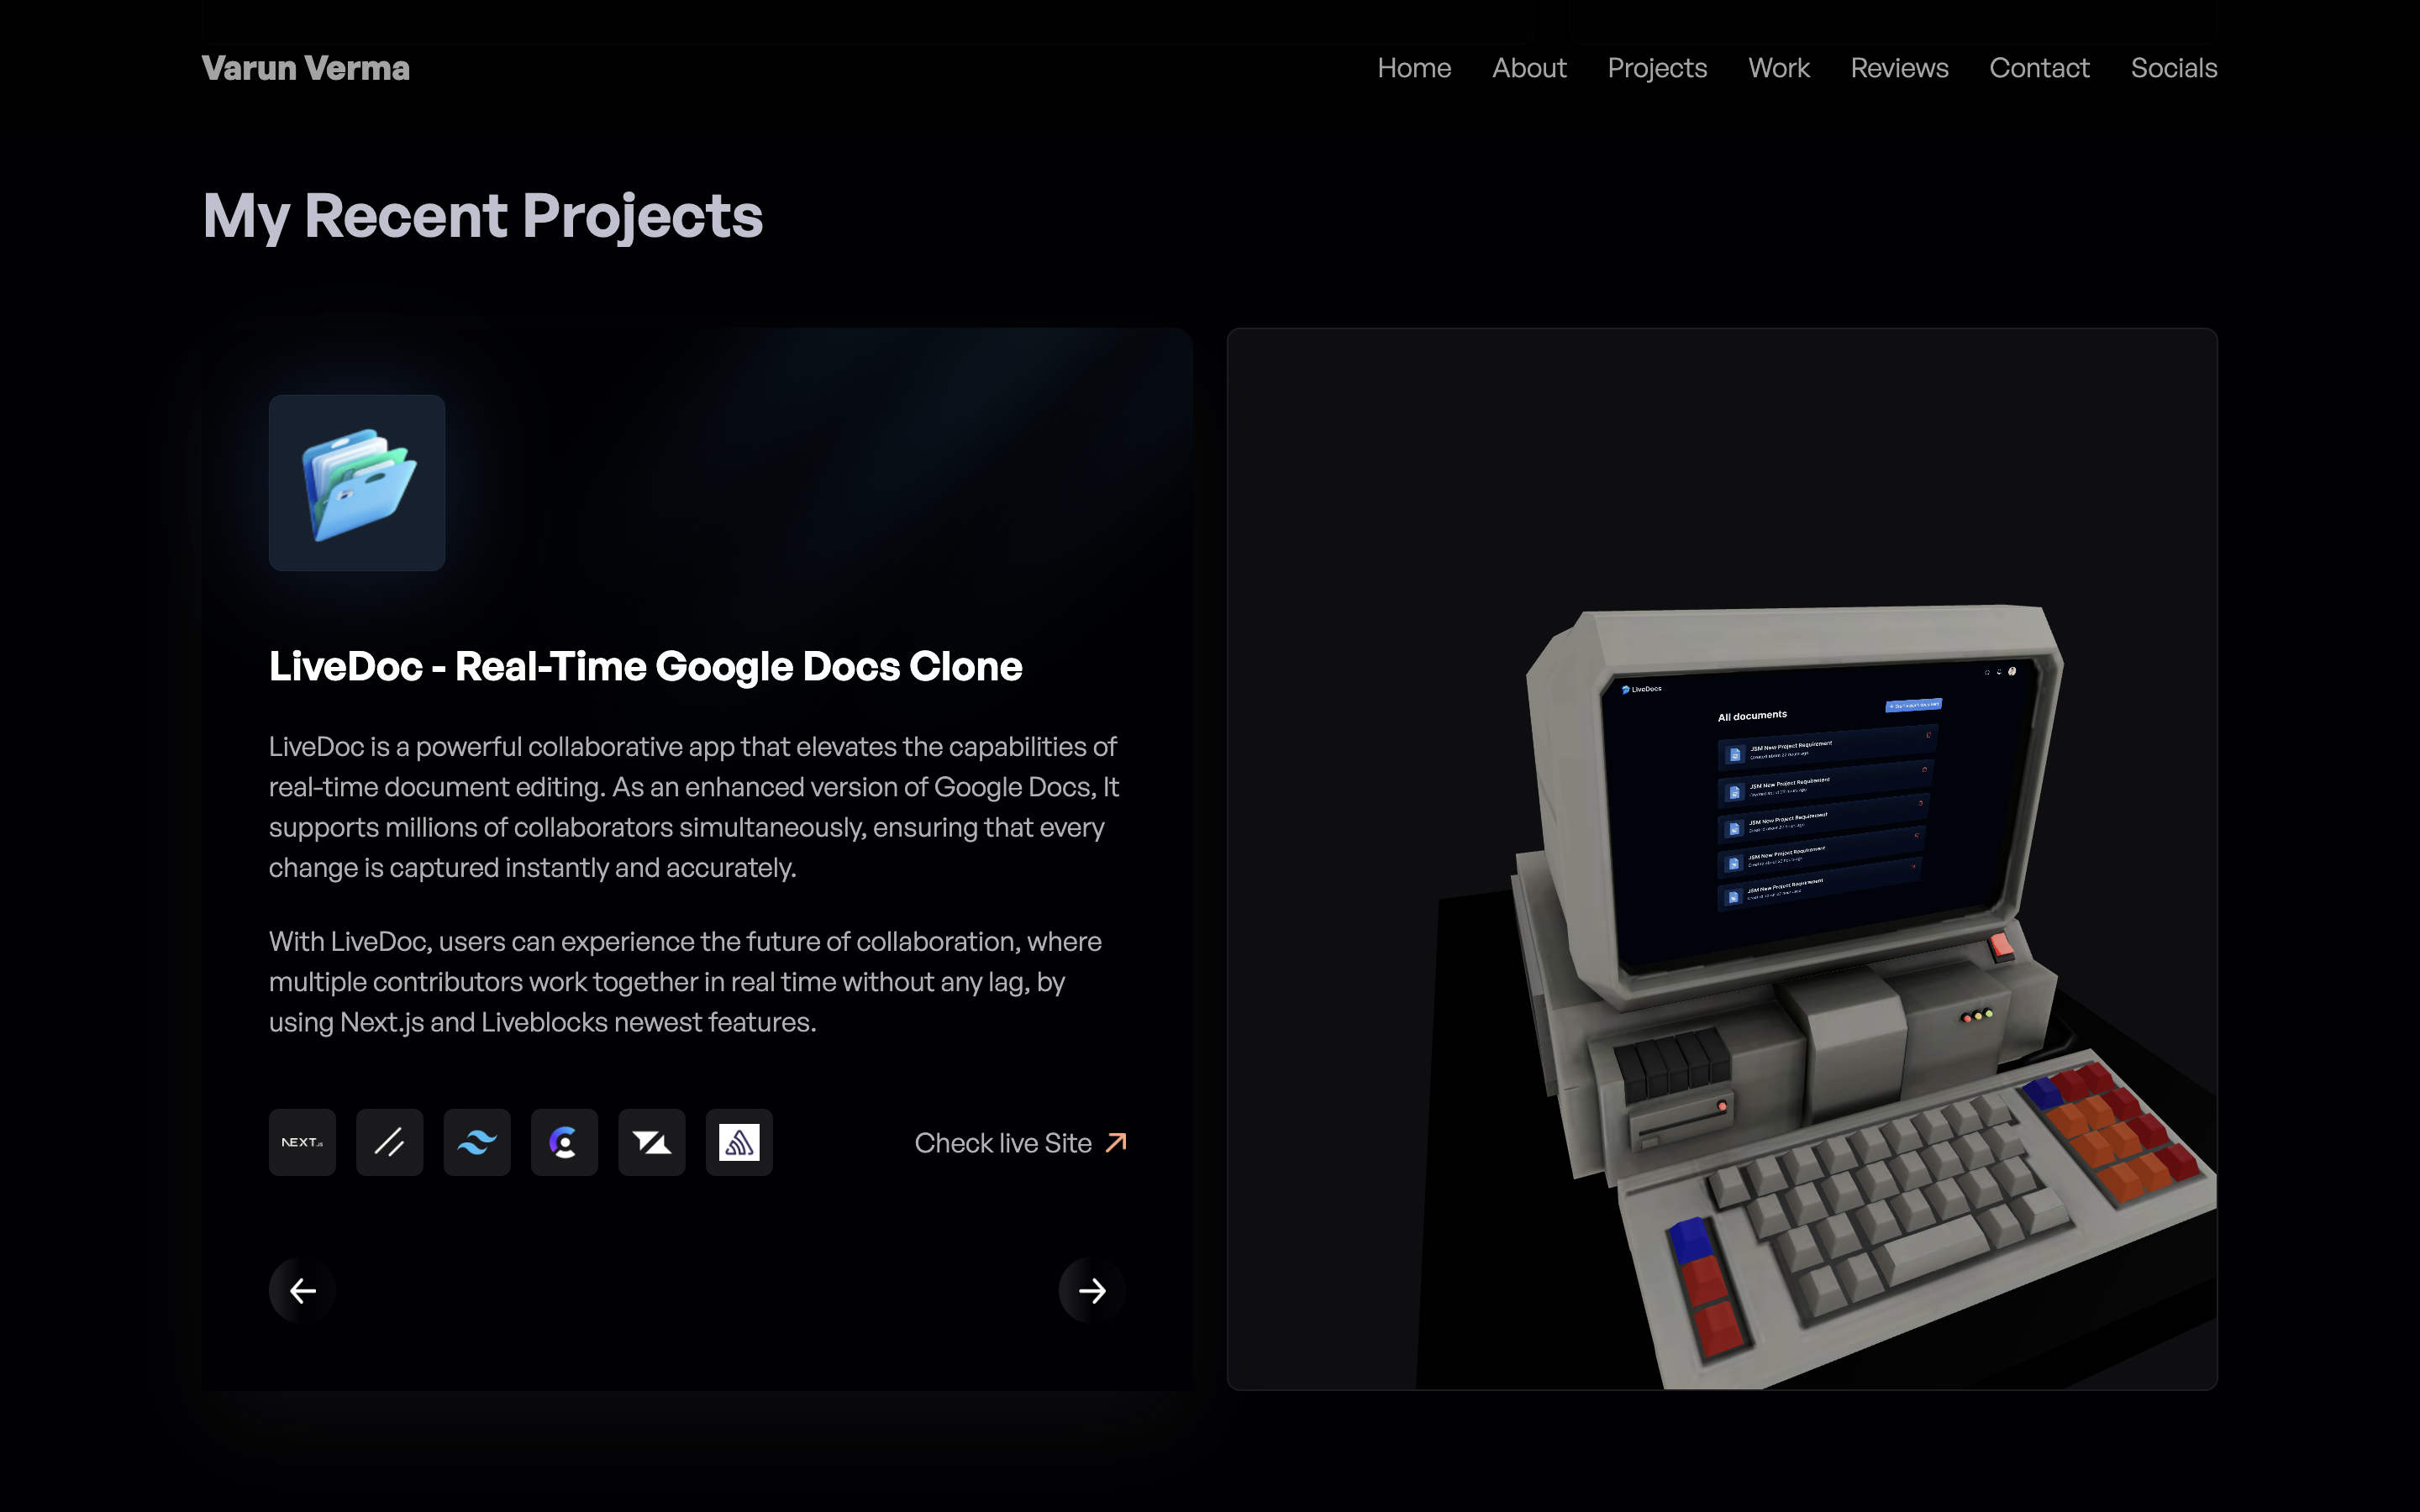 Varun Verma
Home About Projects Work Reviews Contact Socials
My Recent Projects
LiveDoc - Real-Time Google Docs Clone
LiveDoc is a powerful collaborative app that elevates the capabilities of
real-time document editing. As an enhanced version of Google Docs, It
supports millions of collaborators simultaneously, ensuring that every
change is captured instantly and accurately.
With LiveDoc, users can experience the future of collaboration, where
multiple contributors work together in real time without any lag, by
using Next.js and Liveblocks newest features.
NEXT.JS
Check live Site
LiveDocs
All documents
JSM New Project Requirement
JSM New Project Requirement
JSM New Project Requirement
JSM New Project Requirement
JSM New Project Requirement